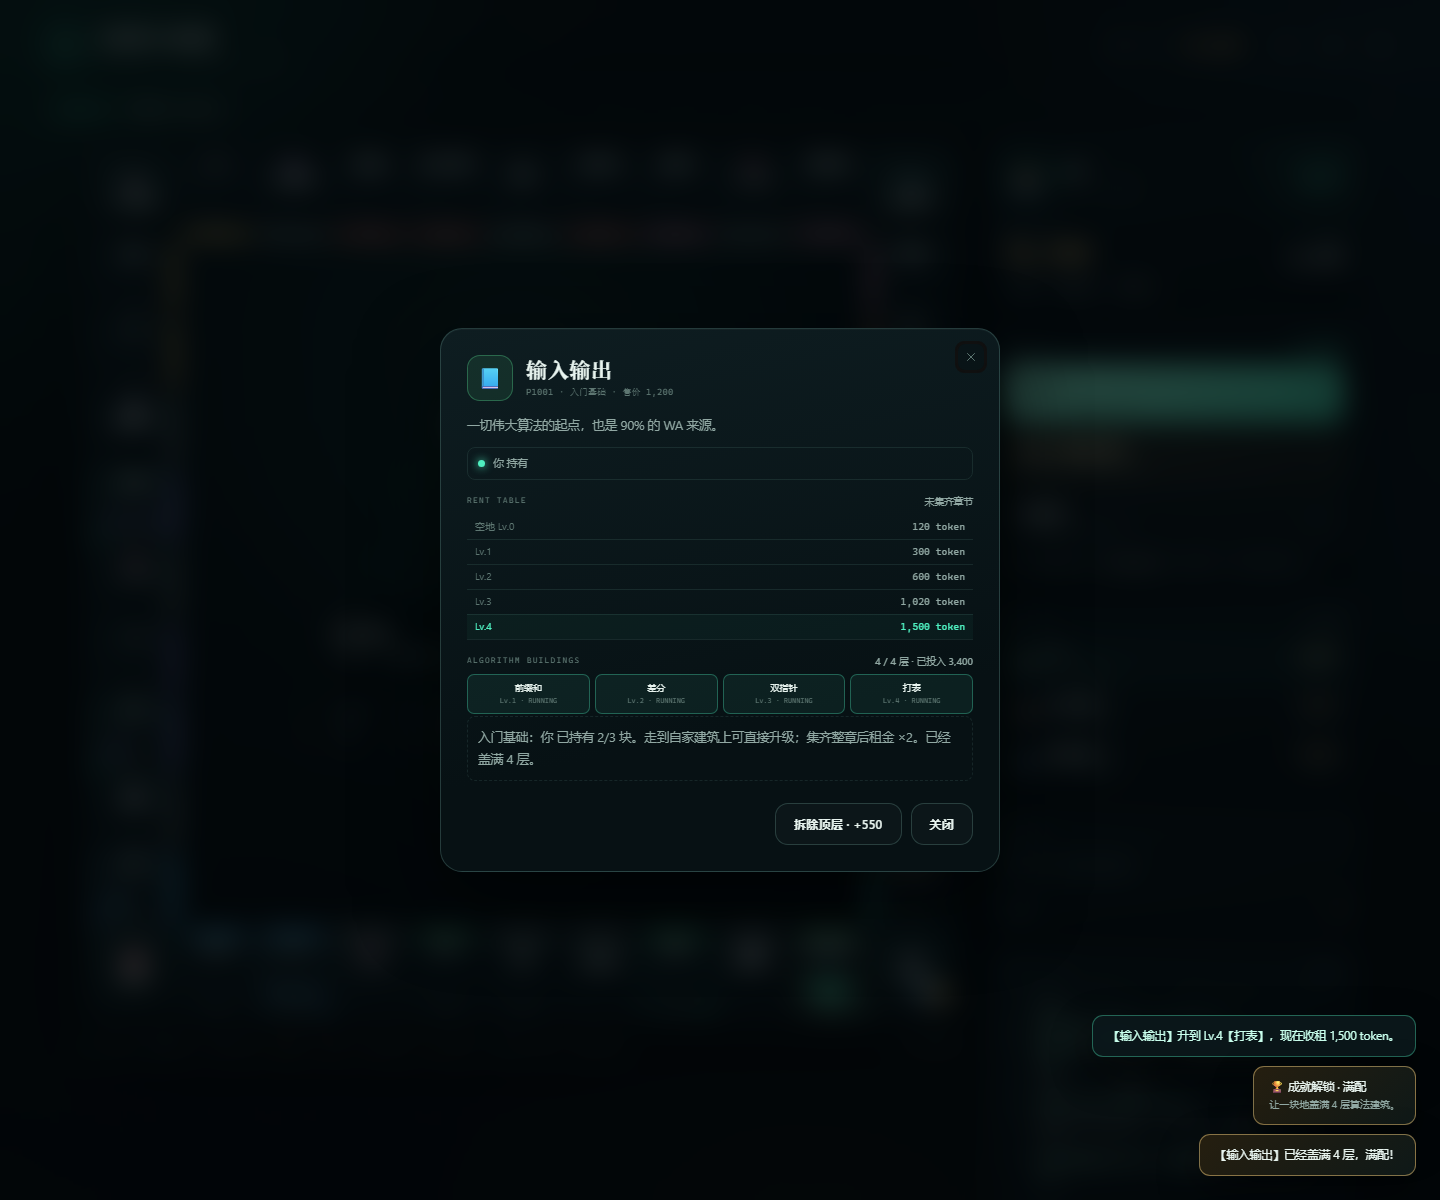 输入输出
P1001 · 入门基础 · 售价 1,200
一切伟大算法的起点，也是 90% 的 WA 来源。
你 持有
RENT TABLE
未集齐章节
空地 Lv.0
120 token
Lv.1
300 token
Lv.2
600 token
Lv.3
1,020 token
Lv.4
1,500 token
ALGORITHM BUILDINGS
4 / 4 层 · 已投入 3,400
前缀和
Lv.1 · RUNNING
差分
Lv.2 · RUNNING
双指针
Lv.3 · RUNNING
打表
Lv.4 · RUNNING
入门基础：你 已持有 2/3 块。走到自家建筑上可直接升级；集齐整章后租金 ×2。已经
盖满 4 层。
拆除顶层 · +550
关闭
【输入输出】升到 Lv.4【打表】，现在收租 1,500 token。
🏆 成就解锁 · 满配
让一块地盖满 4 层算法建筑。
【输入输出】已经盖满 4 层，满配！